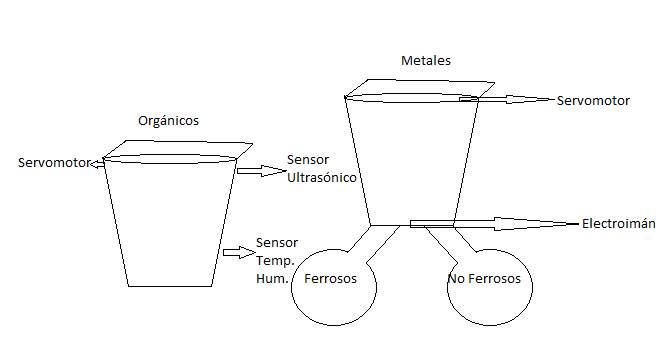 Metales
Servomotor
Orgánicos
Servomotor
Sensor
Ultrasónico
Electroimán
Sensor
Temp.
Hum.
Ferrosos
No Ferrosos